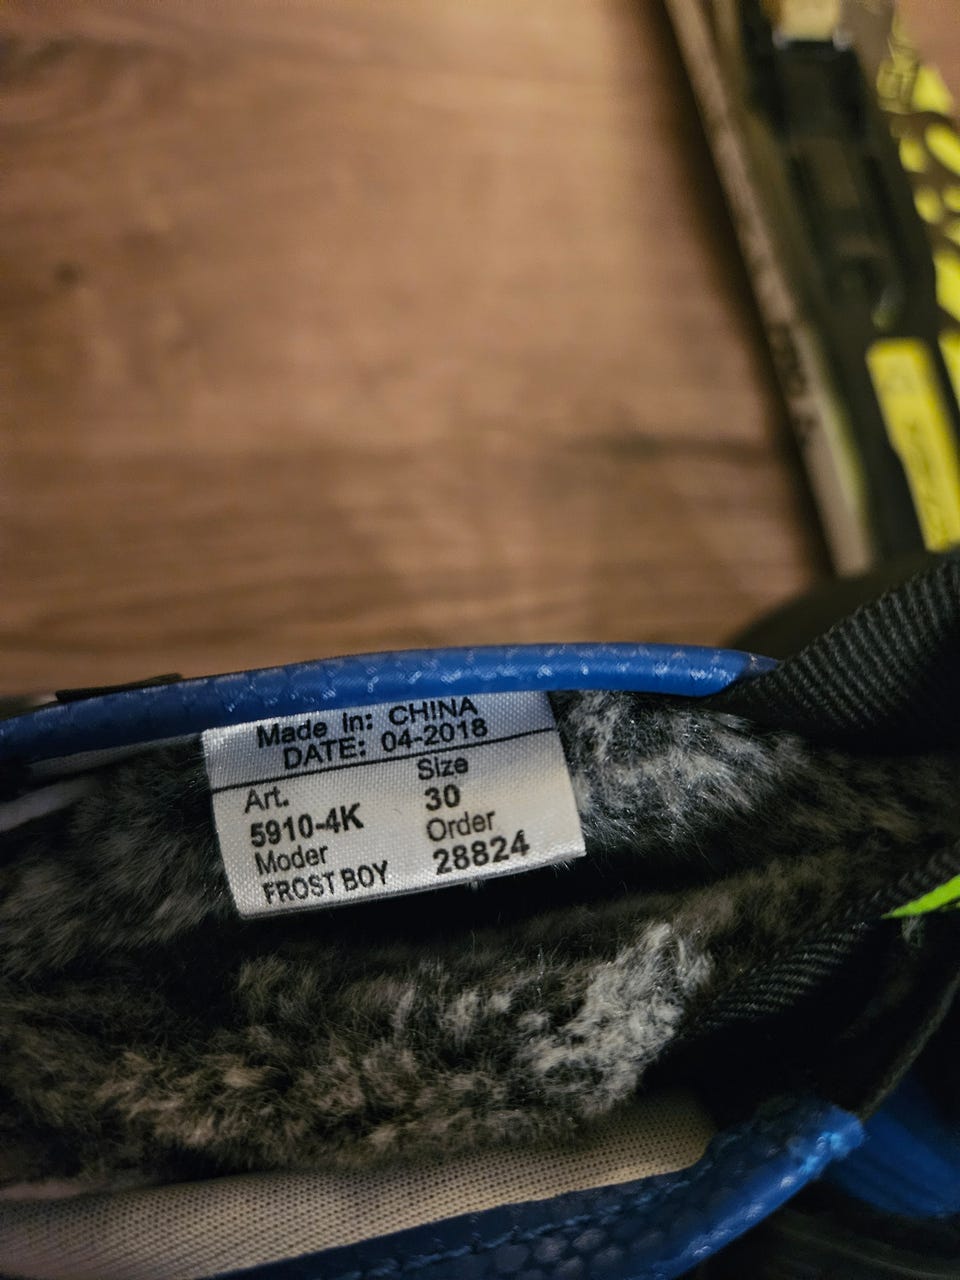 Made In: CHINA
DATE: 04-2018
Art.
5910-4K
Moder
FROST BOY
Size
30
Order
28824